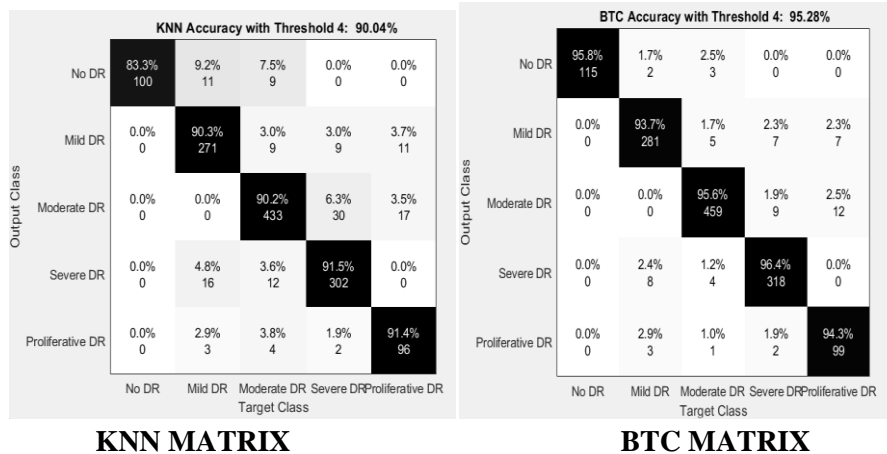 KNN Accuracy with Threshold 4: 90.04%
No DR 83.3% 9.2% 7.5% 0.0% 0.0%
100 11 9 0 0
Mild DR 0.0% 90.3% 3.0% 3.0% 3.7%
0 271 9 9 11
Moderate DR 0.0% 0.0% 90.2% 6.3% 3.5%
0 0 433 30 17
Severe DR 0.0% 4.8% 3.6% 91.5% 0.0%
0 16 12 302 0
Proliferative DR 0.0% 2.9% 3.8% 1.9% 91.4%
0 3 4 2 96
No DR Mild DR Moderate DR Severe DR Proliferative DR
Target Class
Output Class
KNN MATRIX
BTC Accuracy with Threshold 4: 95.28%
No DR 95.8% 1.7% 2.5% 0.0% 0.0%
115 2 3 0 0
Mild DR 0.0% 93.7% 1.7% 2.3% 2.3%
0 281 5 7 7
Moderate DR 0.0% 0.0% 95.6% 1.9% 2.5%
0 0 459 9 12
Severe DR 0.0% 2.4% 1.2% 96.4% 0.0%
0 8 4 318 0
Proliferative DR 0.0% 2.9% 1.0% 1.9% 94.3%
0 3 1 2 99
No DR Mild DR Moderate DR Severe DR Proliferative DR
Target Class
Output Class
BTC MATRIX